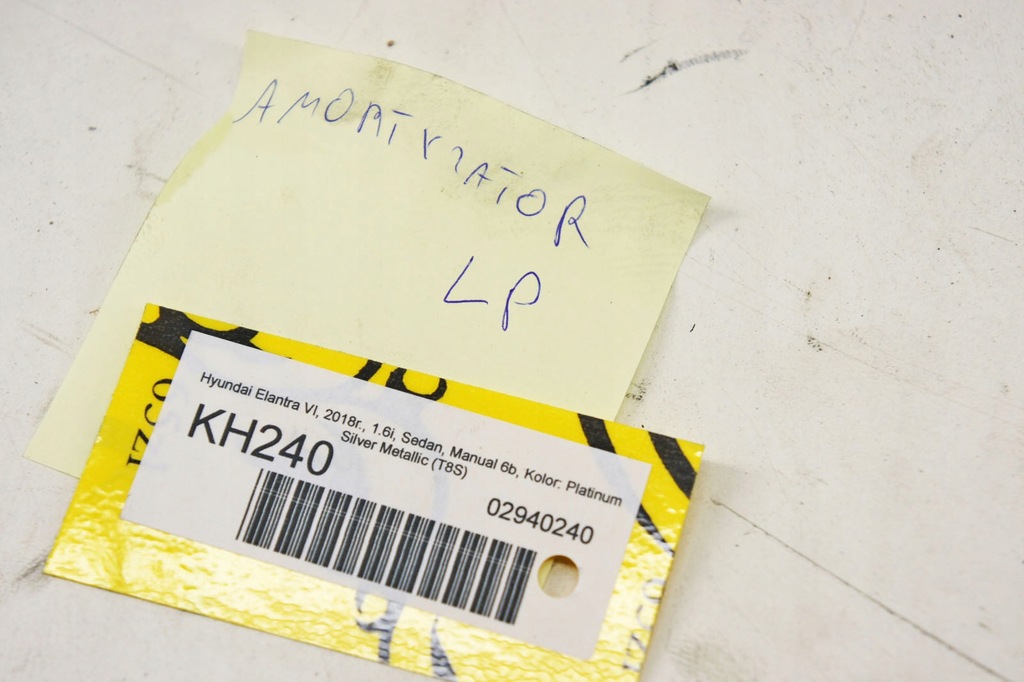 AMORTYZATOR
LP
Hyundai Elantra VI, 2018r., 1.6i, Sedan, Manual 6b, Kolor: Platinum
Silver Metallic (T8S)
KH240
02940240